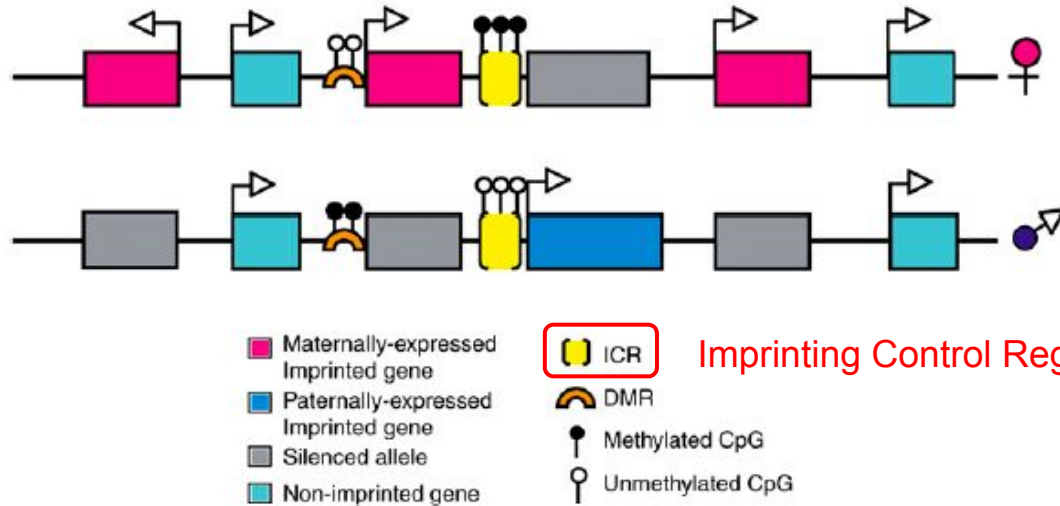 Maternally-expressed
Imprinted gene
Paternally-expressed
Imprinted gene
Silenced allele
Non-imprinted gene
ICR
DMR
Methylated CpG
Unmethylated CpG
Imprinting Control Reg